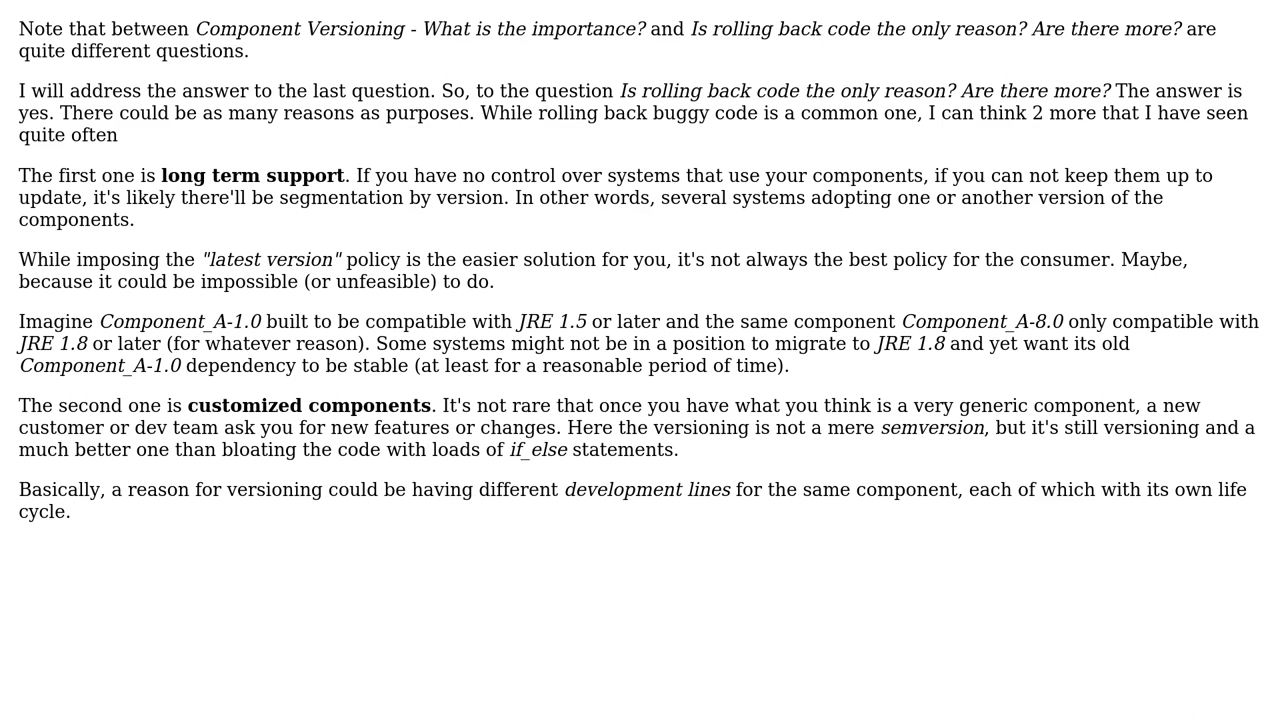 Note that between Component Versioning - What is the importance? and Is rolling back code the only reason? Are there more? are
quite different questions.
I will address the answer to the last question. So, to the question Is rolling back code the only reason? Are there more? The answer is
yes. There could be as many reasons as purposes. While rolling back buggy code is a common one, I can think 2 more that I have seen
quite often
The first one is long term support. If you have no control over systems that use your components, if you can not keep them up to
update, it's likely there'll be segmentation by version. In other words, several systems adopting one or another version of the
components.
While imposing the "latest version" policy is the easier solution for you, it's not always the best policy for the consumer. Maybe,
because it could be impossible (or unfeasible) to do.
Imagine Component_A-1.0 built to be compatible with JRE 1.5 or later and the same component Component_A-8.0 only compatible with
JRE 1.8 or later (for whatever reason). Some systems might not be in a position to migrate to JRE 1.8 and yet want its old
Component_A-1.0 dependency to be stable (at least for a reasonable period of time).
The second one is customized components. It's not rare that once you have what you think is a very generic component, a new
customer or dev team ask you for new features or changes. Here the versioning is not a mere semversion, but it's still versioning and a
much better one than bloating the code with loads of if_else statements.
Basically, a reason for versioning could be having different development lines for the same component, each of which with its own life
cycle.